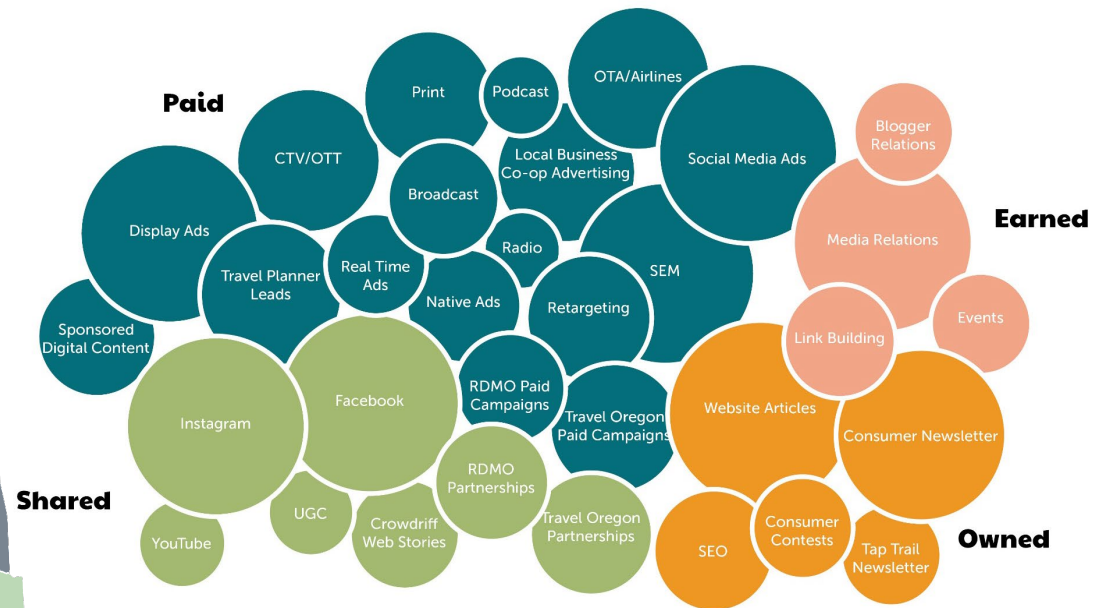 Paid
Print
Podcast
OTA/Airlines
CTV/OTT
Local Business
Co-op Advertising
Social Media Ads
Broadcast
Display Ads
Travel Planner
Leads
Real Time
Ads
Radio
SEM
Native Ads
Retargeting
Sponsored
Digital Content
RDMO Paid
Campaigns
Travel Oregon
Paid Campaigns
Earned
Blogger
Relations
Media Relations
Events
Link Building
Shared
Instagram
Facebook
YouTube
UGC
Crowdriff
Web Stories
RDMO
Partnerships
Travel Oregon
Partnerships
Owned
Website Articles
Consumer Newsletter
SEO
Consumer
Contests
Tap Trail
Newsletter